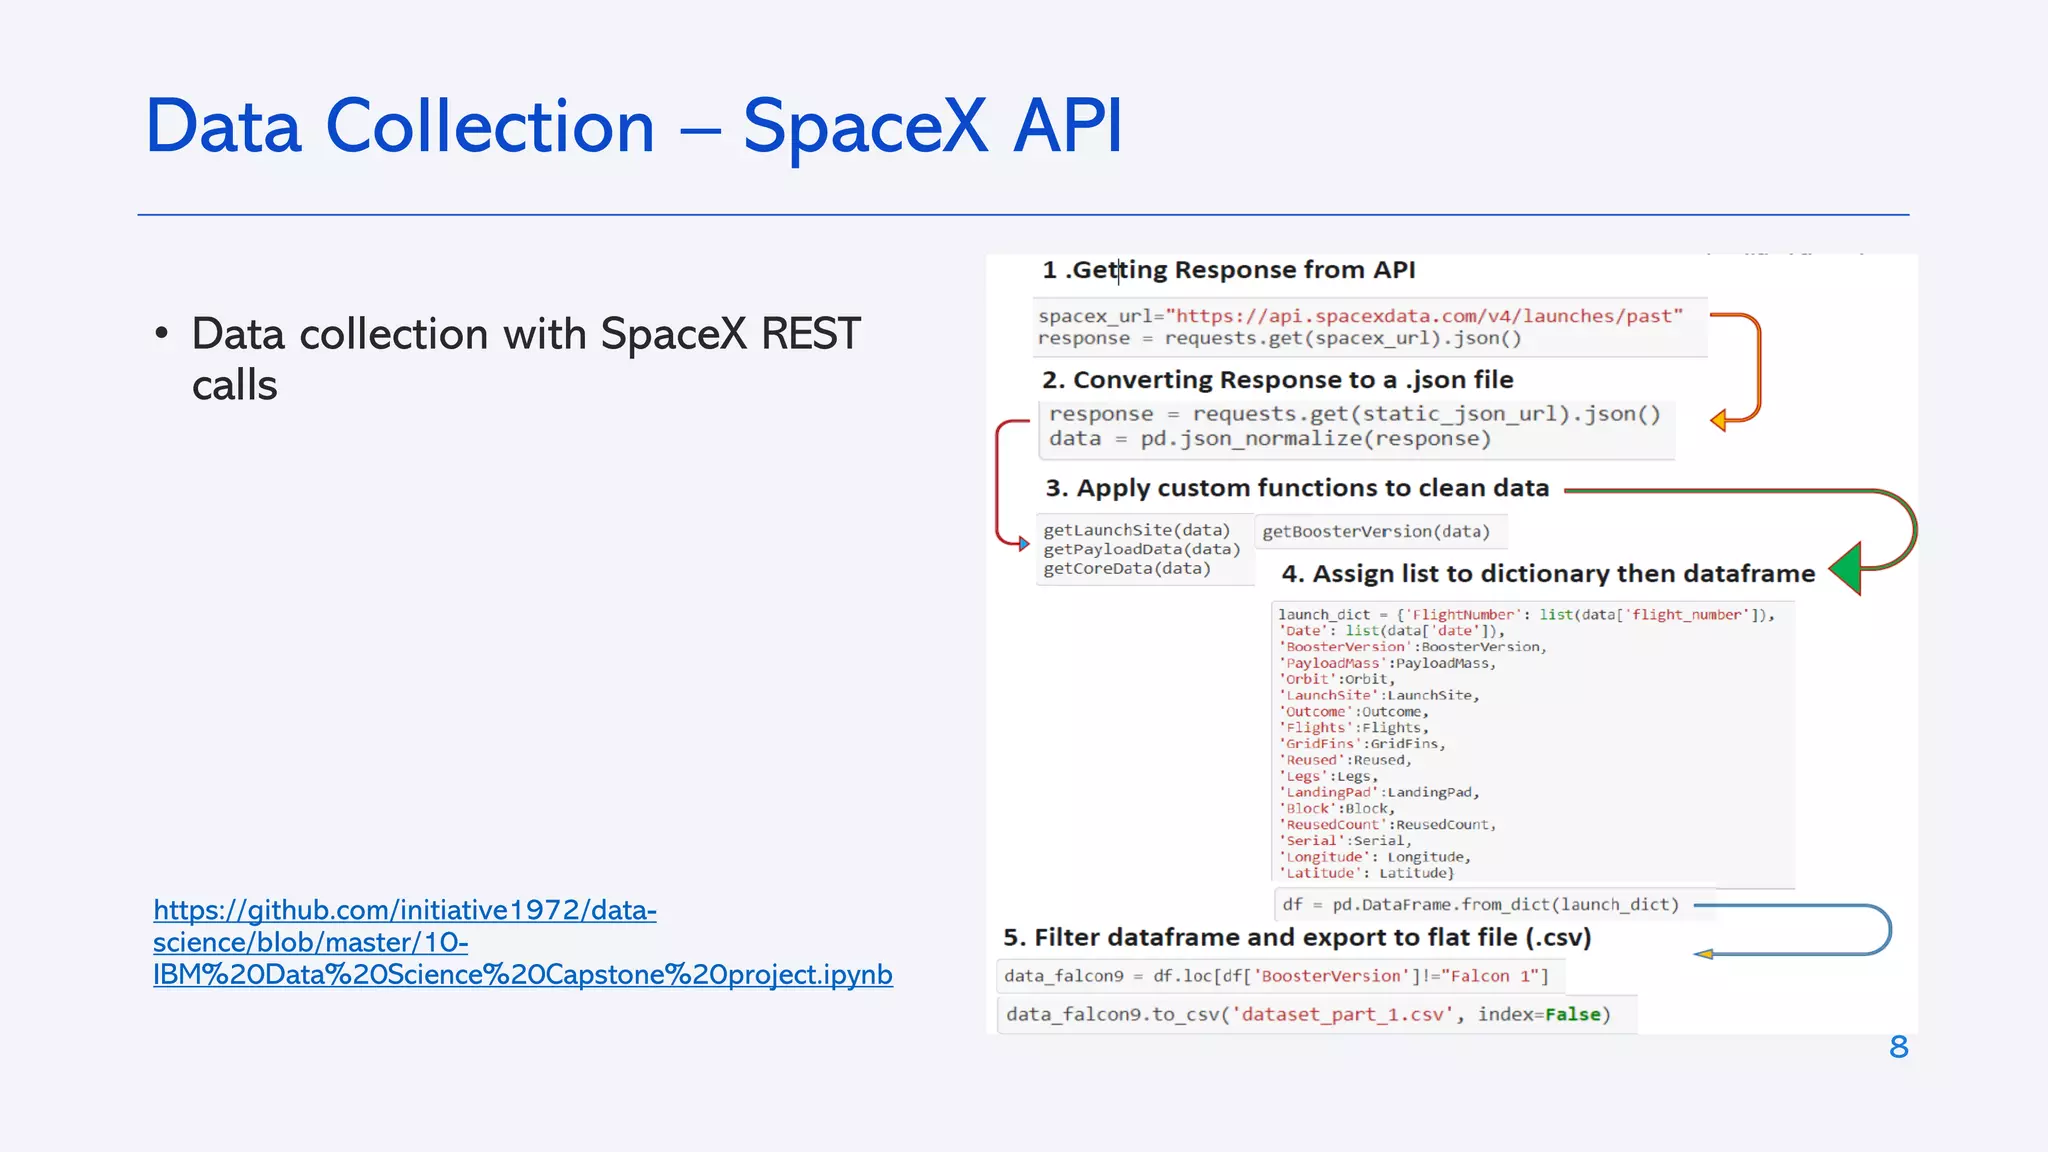 Data Collection – SpaceX API
• Data collection with SpaceX REST
calls
https://github.com/initiative1972/data-
science/blob/master/10-
IBM%20Data%20Science%20Capstone%20project.ipynb
1 .Getting Response from API
spacex_url="https://api.spacexdata.com/v4/launches/past"
response = requests.get(spacex_url).json()
2. Converting Response to a .json file
response = requests.get(static_json_url).json()
data = pd.json_normalize(response)
3. Apply custom functions to clean data
getLaunchSite(data)
getPayloadData(data)
getCoreData(data)
getBoosterVersion(data)
4. Assign list to dictionary then dataframe
launch_dict = {'FlightNumber': list(data['flight_number']),
'Date': list(data['date']),
'BoosterVersion':BoosterVersion,
'PayloadMass':PayloadMass,
'Orbit':Orbit,
'LaunchSite':LaunchSite,
'Outcome':Outcome,
'Flights':Flights,
'GridFins':GridFins,
'Reused':Reused,
'Legs':Legs,
'LandingPad':LandingPad,
'Block':Block,
'ReusedCount':ReusedCount,
'Serial':Serial,
'Longitude': Longitude,
'Latitude': Latitude}
df = pd.DataFrame.from_dict(launch_dict)
5. Filter dataframe and export to flat file (.csv)
data_falcon9 = df.loc[df['BoosterVersion']!="Falcon 1"]
data_falcon9.to_csv('dataset_part_1.csv', index=False)
8